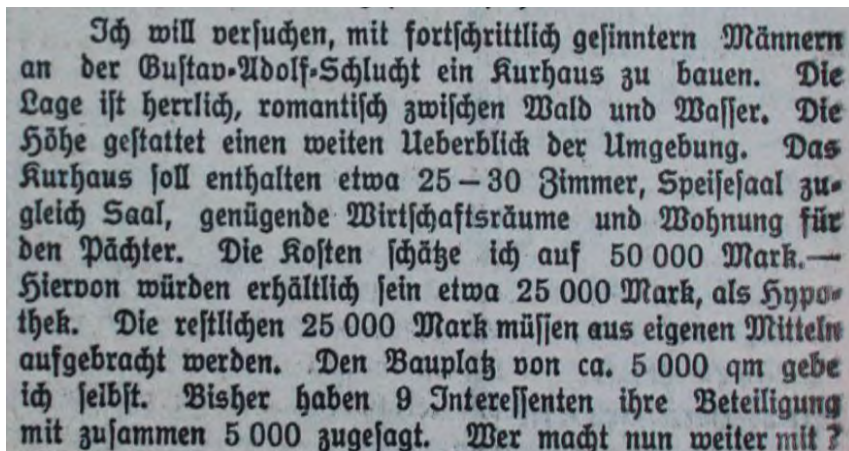 Ich will versuchen, mit fortschrittlich gesinntern Männern
an der Gustav-Adolf-Schlucht ein Kurhaus zu bauen. Die
Lage ist herrlich, romantisch zwischen Wald und Wasser. Die
Höhe gestattet einen weiten Ueberblick der Umgebung. Das
Kurhaus soll enthalten etwa 25 – 30 Zimmer, Speisesaal zu-
gleich Saal, genügende Wirtschaftsräume und Wohnung für
den Pächter. Die Kosten schätze ich auf 50 000 Mark. —
Hiervon würden erhältlich sein etwa 25 000 Mark, als Hypo-
thek. Die restlichen 25 000 Mark müssen aus eigenen Mitteln
aufgebracht werden. Den Bauplatz von ca. 5 000 qm gebe
ich selbst. Bisher haben 9 Interessenten ihre Beteiligung
mit zusammen 5 000 zugesagt. Wer macht nun weiter mit?